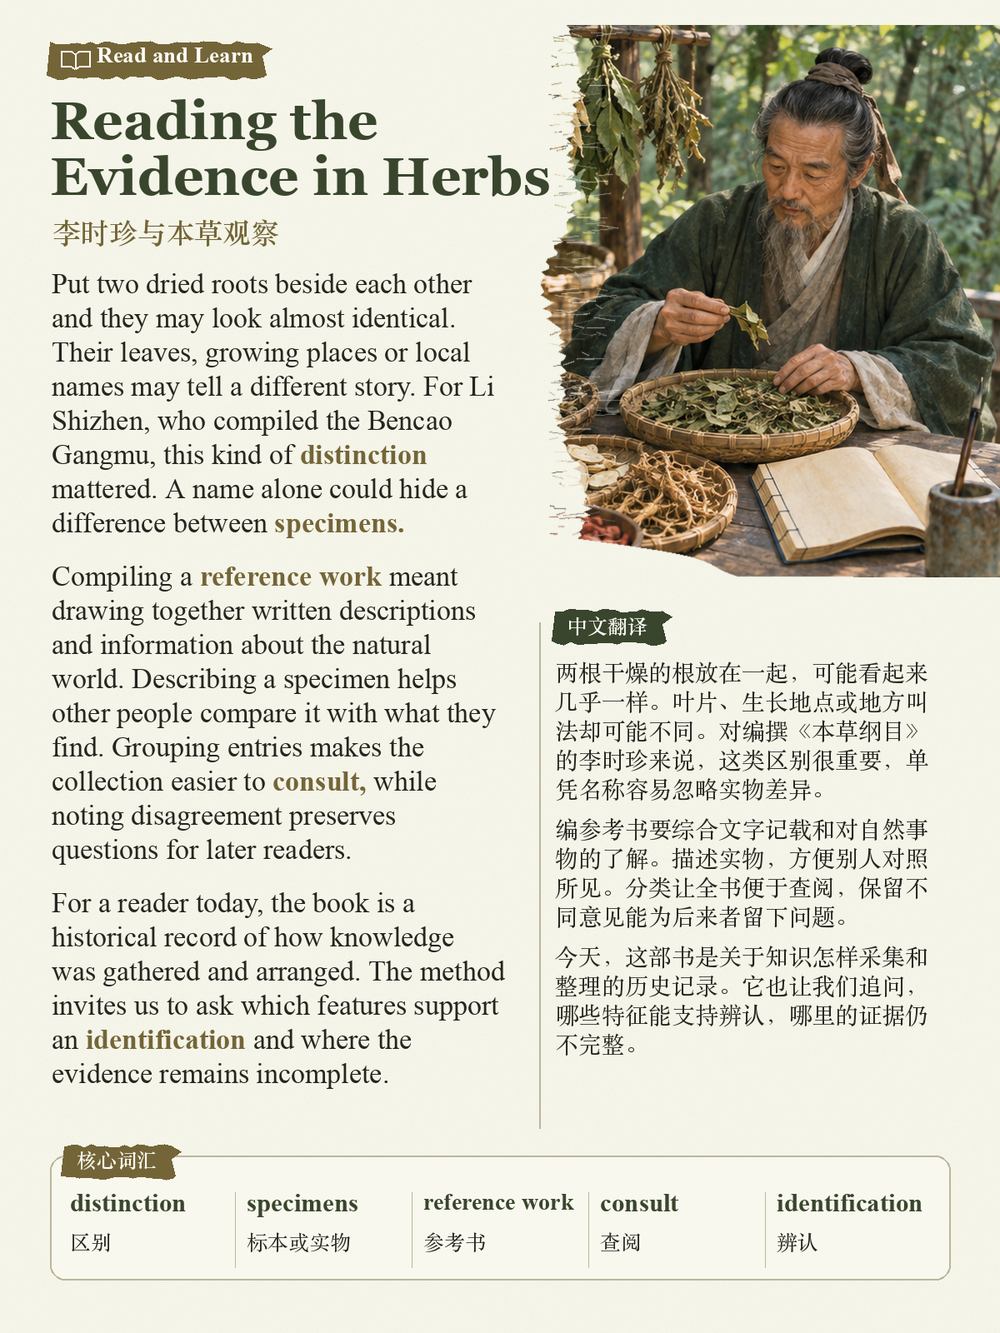 Read and Learn
Reading the
Evidence in Herbs
李时珍与本草观察
Put two dried roots beside each other
and they may look almost identical.
Their leaves, growing places or local
names may tell a different story. For Li
Shizhen, who compiled the Bencao
Gangmu, this kind of distinction
mattered. A name alone could hide a
difference between specimens.
Compiling a reference work meant
drawing together written descriptions
and information about the natural
world. Describing a specimen helps
other people compare it with what they
find. Grouping entries makes the
collection easier to consult, while
noting disagreement preserves
questions for later readers.
For a reader today, the book is a
historical record of how knowledge
was gathered and arranged. The method
invites us to ask which features support
an identification and where the
evidence remains incomplete.
中文翻译
两根干燥的根放在一起，可能看起来
几乎一样。叶片、生长地点或地方叫
法却可能不同。对编撰《本草纲目》
的李时珍来说，这类区别很重要，单
凭名称容易忽略实物差异。
编参考书要综合文字记载和对自然事
物的了解。描述实物，方便别人对照
所见。分类让全书便于查阅，保留不
同意见能为后来者留下问题。
今天，这部书是关于知识怎样采集和
整理的历史记录。它也让我们追问，
哪些特征能支持辨认，哪里的证据仍
不完整。
核心词汇
distinction
区别
specimens
标本或实物
reference work
参考书
consult
查阅
identification
辨认